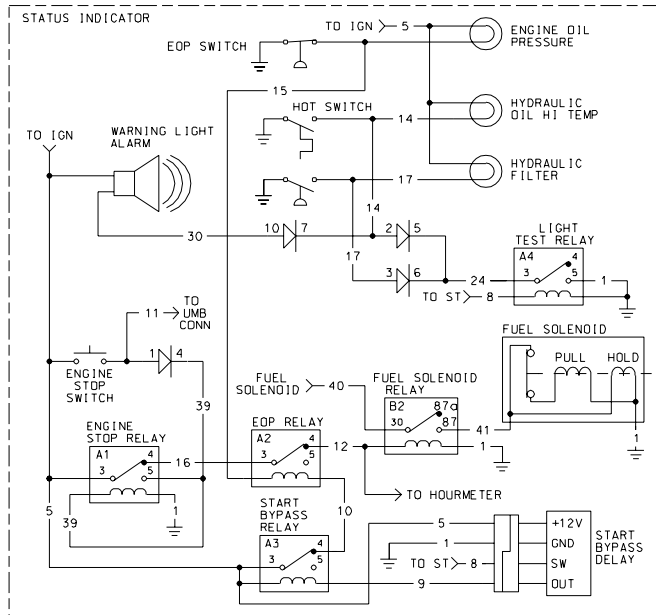 STATUS INDICATOR
TO IGN
5
ENGINE OIL
PRESSURE
EOP SWITCH
15
HOT SWITCH
14
HYDRAULIC
OIL HI TEMP
TO IGN
WARNING LIGHT
ALARM
17
HYDRAULIC
FILTER
14
30
10
7
2
5
17
3
6
24
LIGHT
TEST RELAY
A4
4
3
5
1
TO ST
8
11
TO
UMB
CONN
FUEL SOLENOID
PULL
HOLD
1
ENGINE
STOP
SWITCH
1
4
39
FUEL
SOLENOID
40
FUEL SOLENOID
RELAY
B2
87a
30
87
41
1
ENGINE
STOP RELAY
A1
4
3
5
16
1
39
5
EOP RELAY
A2
4
3
5
12
TO HOURMETER
10
START
BYPASS
RELAY
A3
4
3
5
5
1
TO ST
8
9
+12V
GND
SW
OUT
START
BYPASS
DELAY